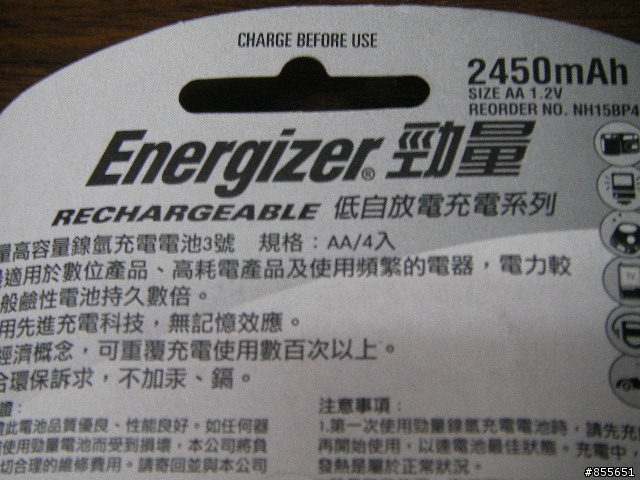 CHARGE BEFORE USE
2450mAh
SIZE AA 1.2V
REORDER NO. NH15BP4
Energizer® 勁量
RECHARGEABLE 低自放電充電系列
量高容量鎳氫充電電池3號 規格：AA/4入
適用於數位產品、高耗電產品及使用頻繁的電器，電力較
般鹼性電池持久數倍。
用先進充電科技，無記憶效應。
經濟概念，可重覆充電使用數百次以上。
合環保訴求，不加汞、鎘。
證：
此電池品質優良、性能良好。如任何器
使用勁量電池而受到損壞，本公司將負
切合理的維修費用。請寄回並與本公司
注意事項：
1.第一次使用勁量鎳氫充電電池時，請先充
再開始使用，以達電池最佳狀態。充電中，
發熱是屬於正常狀況。
#855651